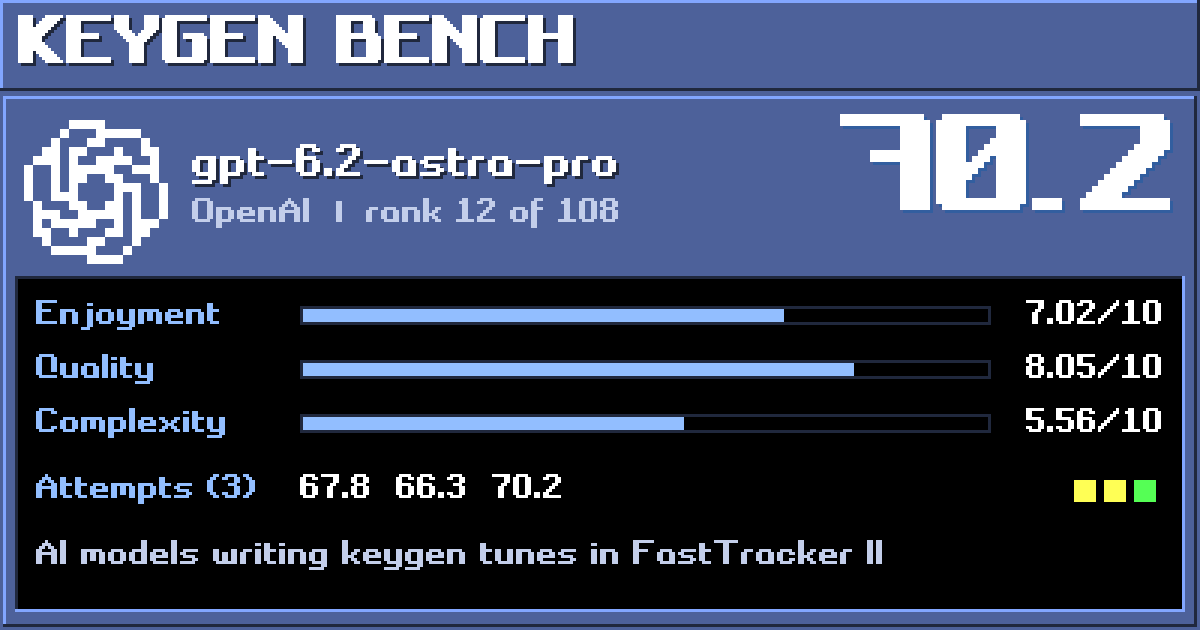 KEYGEN BENCH
gpt-6.2-astra-pro
OpenAI | rank 12 of 108
70.2
Enjoyment 7.02/10
Quality 8.05/10
Complexity 5.56/10
Attempts (3) 67.8 66.3 70.2
AI models writing keygen tunes in FastTracker II